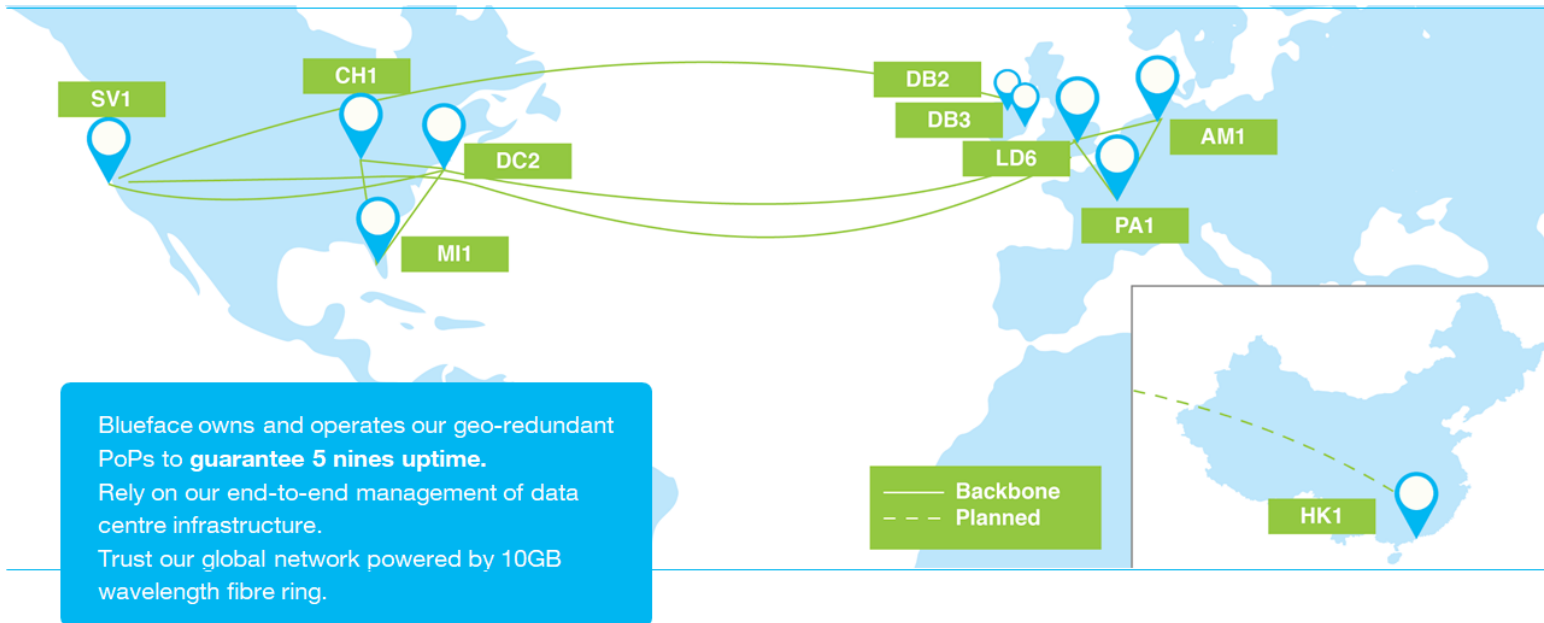 CH1
SV1
DB2
DB3
DC2
LD6
AM1
PA1
MI1
Blueface owns and operates our geo-redundant
PoPs to guarantee 5 nines uptime.
Rely on our end-to-end management of data
centre infrastructure.
Trust our global network powered by 10GB
wavelength fibre ring.
Backbone
Planned
HK1